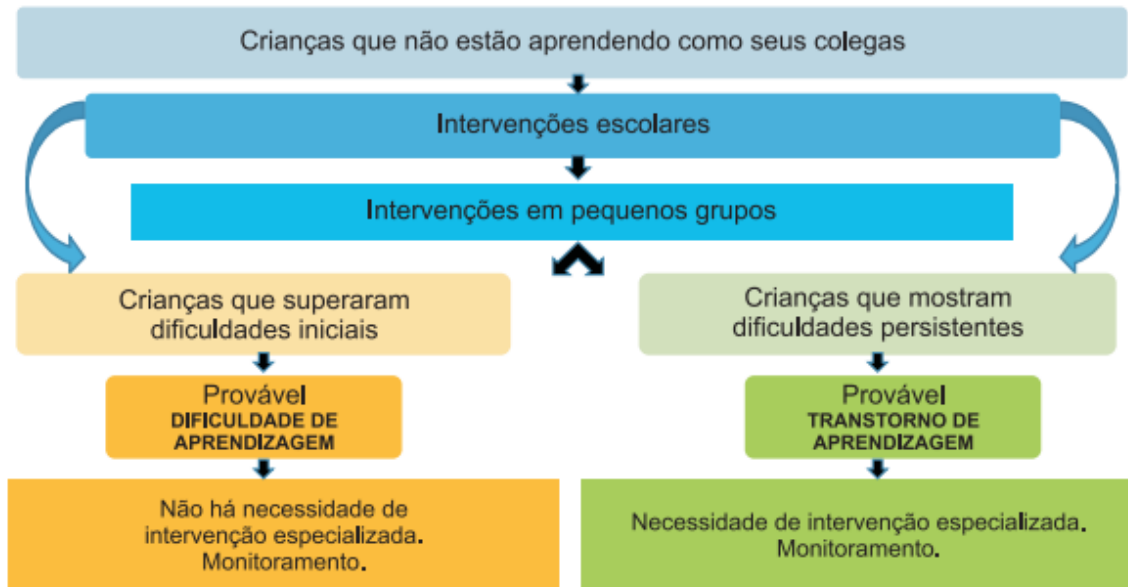 Crianças que não estão aprendendo como seus colegas
Intervenções escolares
Intervenções em pequenos grupos
Crianças que superaram
dificuldades iniciais
Provável
DIFICULDADE DE
APRENDIZAGEM
Não há necessidade de
intervenção especializada.
Monitoramento.
Crianças que mostram
dificuldades persistentes
Provável
TRANSTORNO DE
APRENDIZAGEM
Necessidade de intervenção especializada.
Monitoramento.